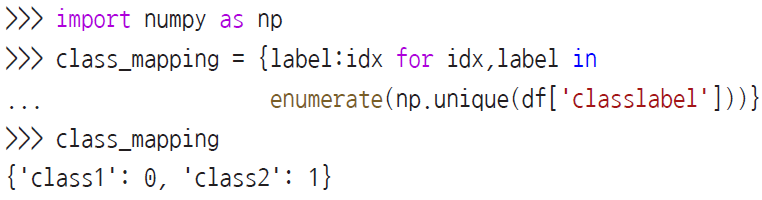 >>> import numpy as np
>>> class_mapping = {label:idx for idx,label in
...                  enumerate(np.unique(df['classlabel']))}
>>> class_mapping
{'class1': 0, 'class2': 1}